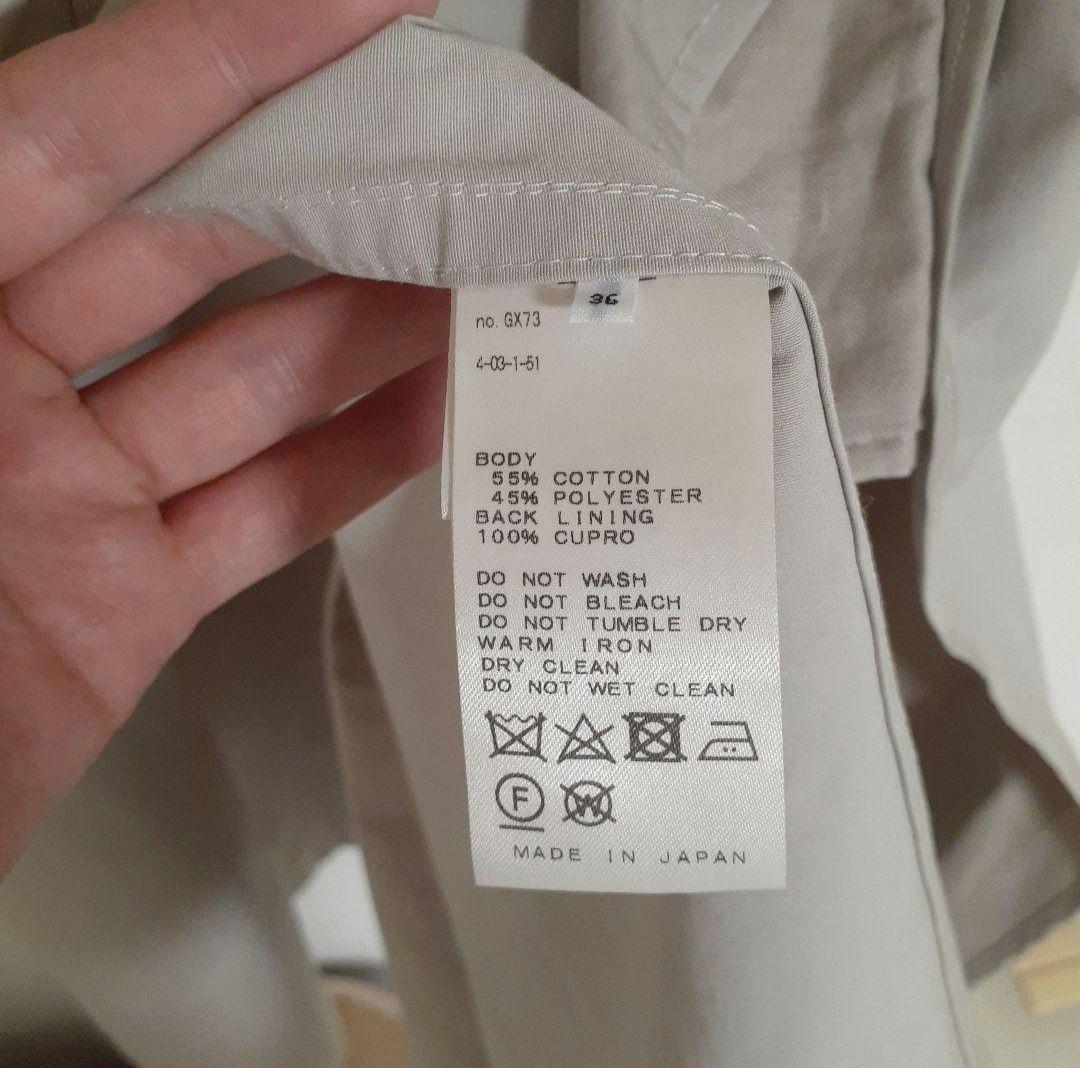 36
no. GX73
4-03-1-51
BODY
55% COTTON
45% POLYESTER
BACK LINING
100% CUPRO
DO NOT WASH
DO NOT BLEACH
DO NOT TUMBLE DRY
WARM IRON
DRY CLEAN
DO NOT WET CLEAN
F W
MADE IN JAPAN